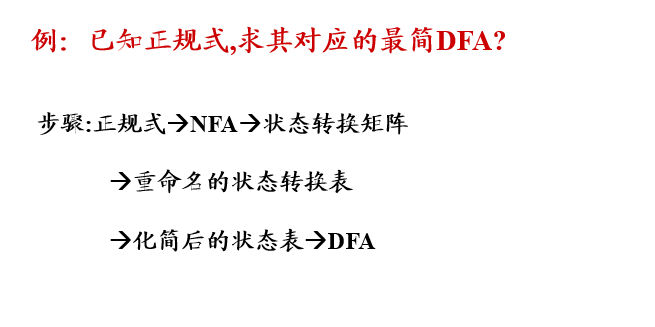 例： 已知正规式,求其对应的最简DFA?
步骤:正规式→NFA→状态转换矩阵
→重命名的状态转换表
→化简后的状态表→DFA